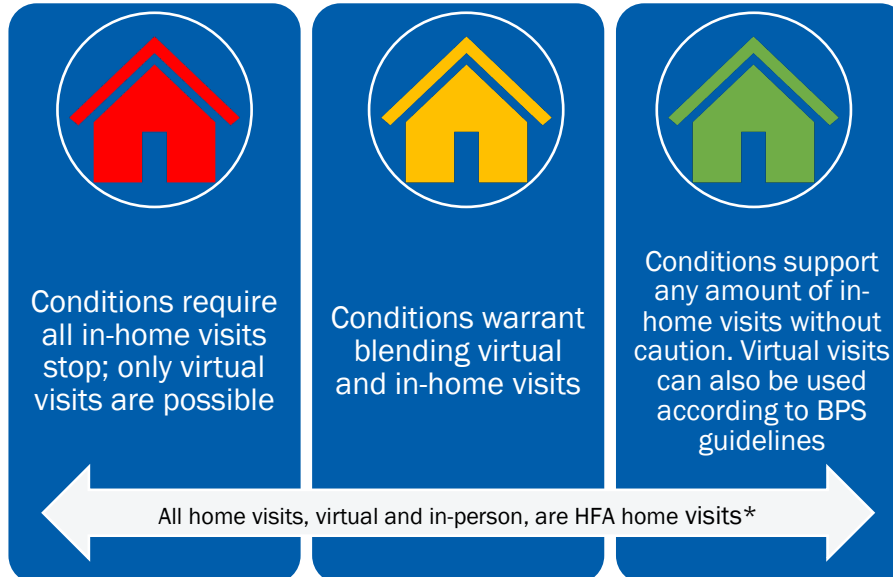 Conditions require
all in-home visits
stop; only virtual
visits are possible
Conditions warrant
blending virtual
and in-home visits
Conditions support
any amount of in-
home visits without
caution. Virtual visits
can also be used
according to BPS
guidelines
All home visits, virtual and in-person, are HFA home visits*